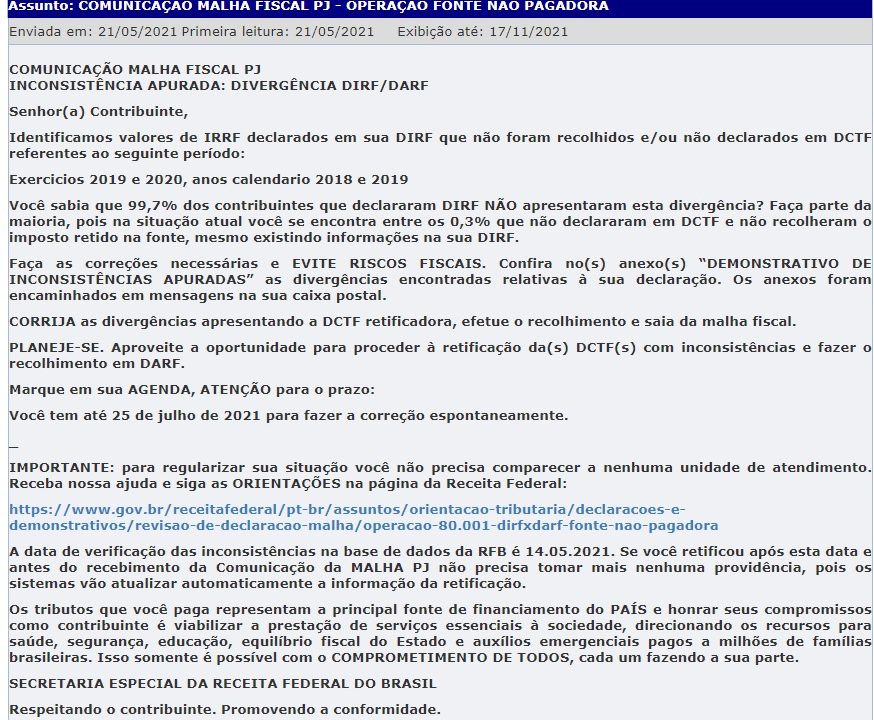 Assunto: COMUNICAÇÃO MALHA FISCAL PJ - OPERAÇÃO FONTE NÃO PAGADORA
Enviada em: 21/05/2021 Primeira leitura: 21/05/2021 Exibição até: 17/11/2021
COMUNICAÇÃO MALHA FISCAL PJ
INCONSISTÊNCIA APURADA: DIVERGÊNCIA DIRF/DARF
Senhor(a) Contribuinte,
Identificamos valores de IRRF declarados em sua DIRF que não foram recolhidos e/ou não declarados em DCTF
referentes ao seguinte período:
Exercicios 2019 e 2020, anos calendario 2018 e 2019
Você sabia que 99,7% dos contribuintes que declararam DIRF NÃO apresentaram esta divergência? Faça parte da
maioria, pois na situação atual você se encontra entre os 0,3% que não declararam em DCTF e não recolheram o
imposto retido na fonte, mesmo existindo informações na sua DIRF.
Faça as correções necessárias e EVITE RISCOS FISCAIS. Confira no(s) anexo(s) “DEMONSTRATIVO DE
INCONSISTÊNCIAS APURADAS” as divergências encontradas relativas à sua declaração. Os anexos foram
encaminhados em mensagens na sua caixa postal.
CORRIJA as divergências apresentando a DCTF retificadora, efetue o recolhimento e saia da malha fiscal.
PLANEJE-SE. Aproveite a oportunidade para proceder à retificação da(s) DCTF(s) com inconsistências e fazer o
recolhimento em DARF.
Marque em sua AGENDA, ATENÇÃO para o prazo:
Você tem até 25 de julho de 2021 para fazer a correção espontaneamente.
_
IMPORTANTE: para regularizar sua situação você não precisa comparecer a nenhuma unidade de atendimento.
Receba nossa ajuda e siga as ORIENTAÇÕES na página da Receita Federal:
https://www.gov.br/receitafederal/pt-br/assuntos/orientacao-tributaria/declaracoes-e-
demonstrativos/revisao-de-declaracao-malha/operacao-80.001-dirfxdarf-fonte-nao-pagadora
A data de verificação das inconsistências na base de dados da RFB é 14.05.2021. Se você retificou após esta data e
antes do recebimento da Comunicação da MALHA PJ não precisa tomar mais nenhuma providência, pois os
sistemas vão atualizar automaticamente a informação da retificação.
Os tributos que você paga representam a principal fonte de financiamento do PAÍS e honrar seus compromissos
como contribuinte é viabilizar a prestação de serviços essenciais à sociedade, direcionando os recursos para
saúde, segurança, educação, equilíbrio fiscal do Estado e auxílios emergenciais pagos a milhões de famílias
brasileiras. Isso somente é possível com o COMPROMETIMENTO DE TODOS, cada um fazendo a sua parte.
SECRETARIA ESPECIAL DA RECEITA FEDERAL DO BRASIL
Respeitando o contribuinte. Promovendo a conformidade.